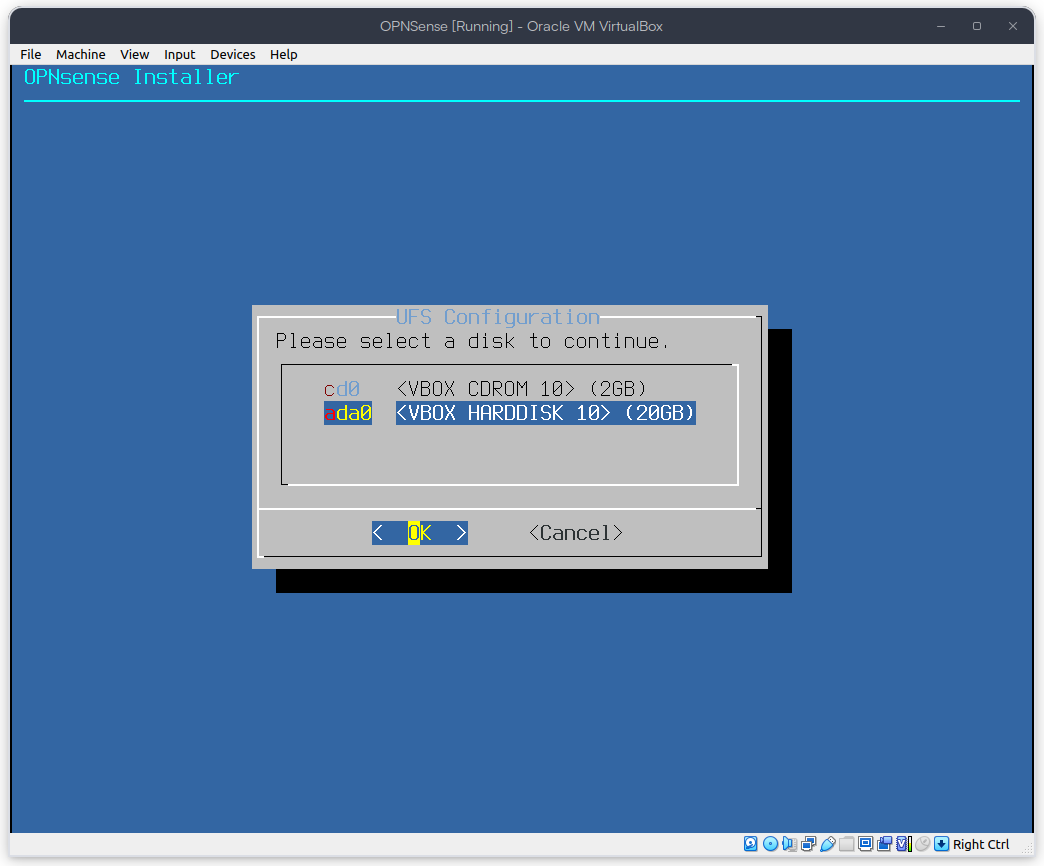 OPNSense [Running] - Oracle VM VirtualBox
File Machine View Input Devices Help
OPNsense Installer
UFS Configuration
Please select a disk to continue.
cd0 <VBOX CDROM 10> (2GB)
ada0 <VBOX HARDDISK 10> (20GB)
< OK > <Cancel>
Right Ctrl